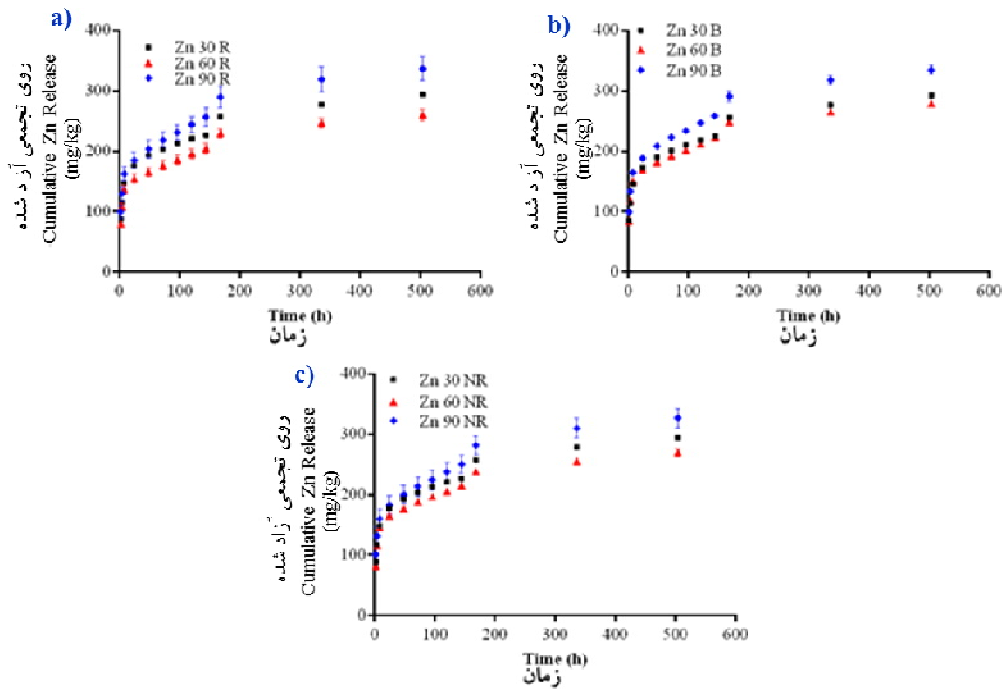 a)
400
300
200
100
0
Zn 30 R
Zn 60 R
Zn 90 R
روی تجمعی آزاد شده
Cumulative Zn Release
(mg/kg)
0 100 200 300 400 500 600
Time (h)
زمان
b)
400
300
200
100
0
Zn 30 B
Zn 60 B
Zn 90 B
روی تجمعی آزاد شده
Cumulative Zn Release
(mg/kg)
0 100 200 300 400 500 600
Time (h)
زمان
c)
400
300
200
100
0
Zn 30 NR
Zn 60 NR
Zn 90 NR
روی تجمعی آزاد شده
Cumulative Zn Release
(mg/kg)
0 100 200 300 400 500 600
Time (h)
زمان